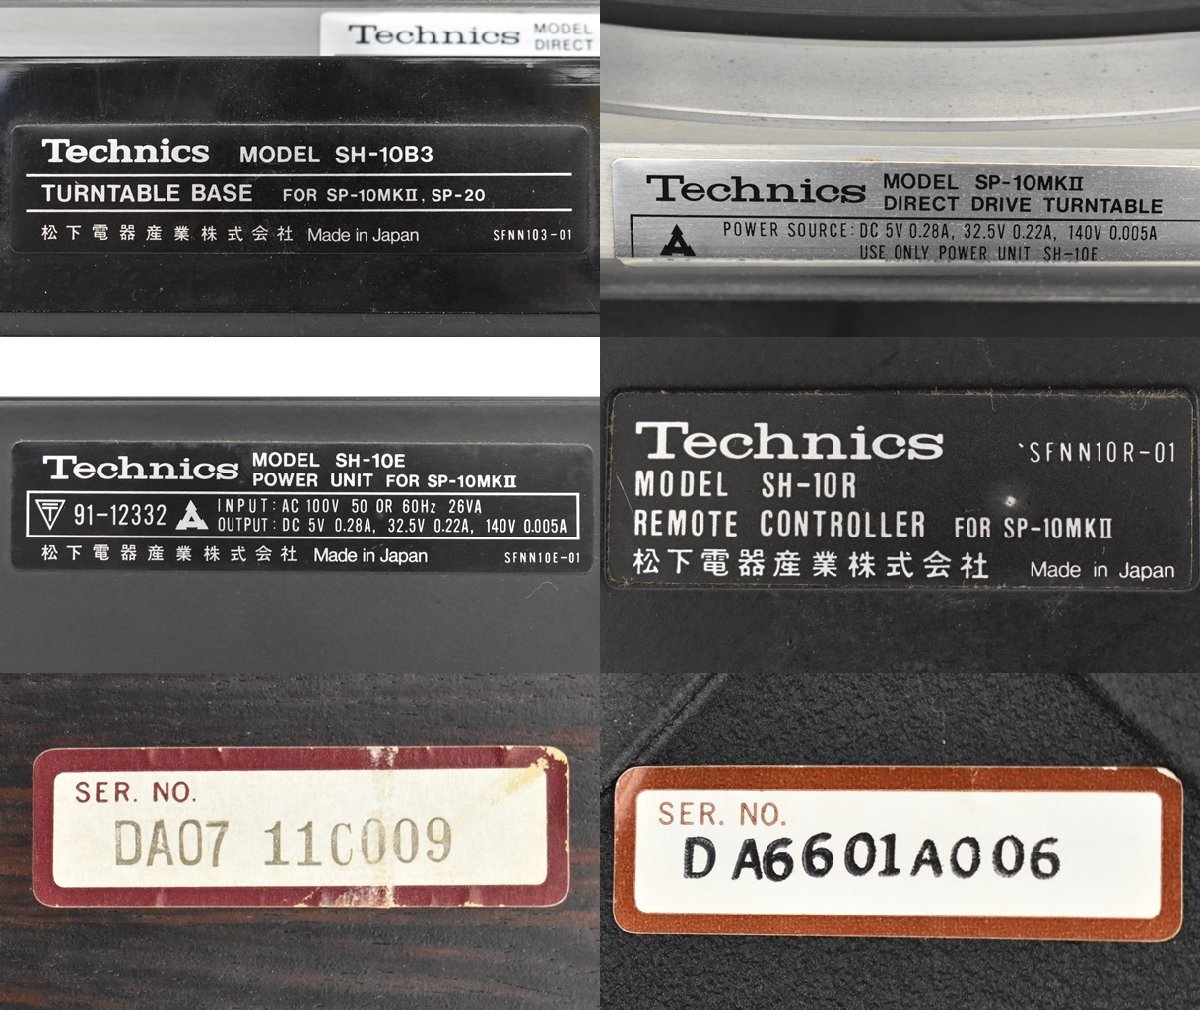 Technics MODEL
DIRECT
Technics MODEL SH-10B3
TURNTABLE BASE FOR SP-10MKII, SP-20
松下電器産業株式会社 Made in Japan SFNN103-01
Technics MODEL SP-10MKII
DIRECT DRIVE TURNTABLE
POWER SOURCE: DC 5V 0.28A, 32.5V 0.22A, 140V 0.005A
USE ONLY POWER UNIT SH-10E
Technics MODEL SH-10E
POWER UNIT FOR SP-10MKII
91-12332 INPUT: AC 100V 50 OR 60Hz 26VA
OUTPUT: DC 5V 0.28A, 32.5V 0.22A, 140V 0.005A
松下電器産業株式会社 Made in Japan SFNN10E-01
Technics SFNN10R-01
MODEL SH-10R
REMOTE CONTROLLER FOR SP-10MKII
松下電器産業株式会社 Made in Japan
SER. NO.
DA07 11C009
SER. NO.
DA6601A006